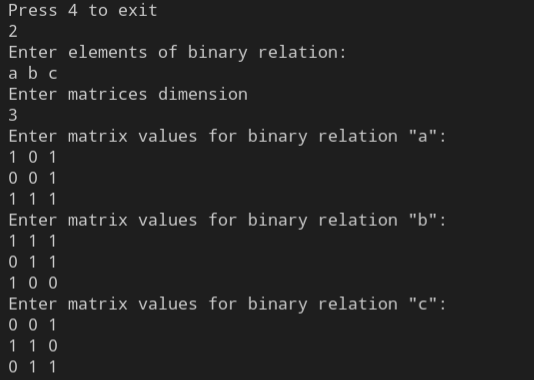 Press 4 to exit
2
Enter elements of binary relation:
a b c
Enter matrices dimension
3
Enter matrix values for binary relation "a":
1 0 1
0 0 1
1 1 1
Enter matrix values for binary relation "b":
1 1 1
0 1 1
1 0 0
Enter matrix values for binary relation "c":
0 0 1
1 1 0
0 1 1